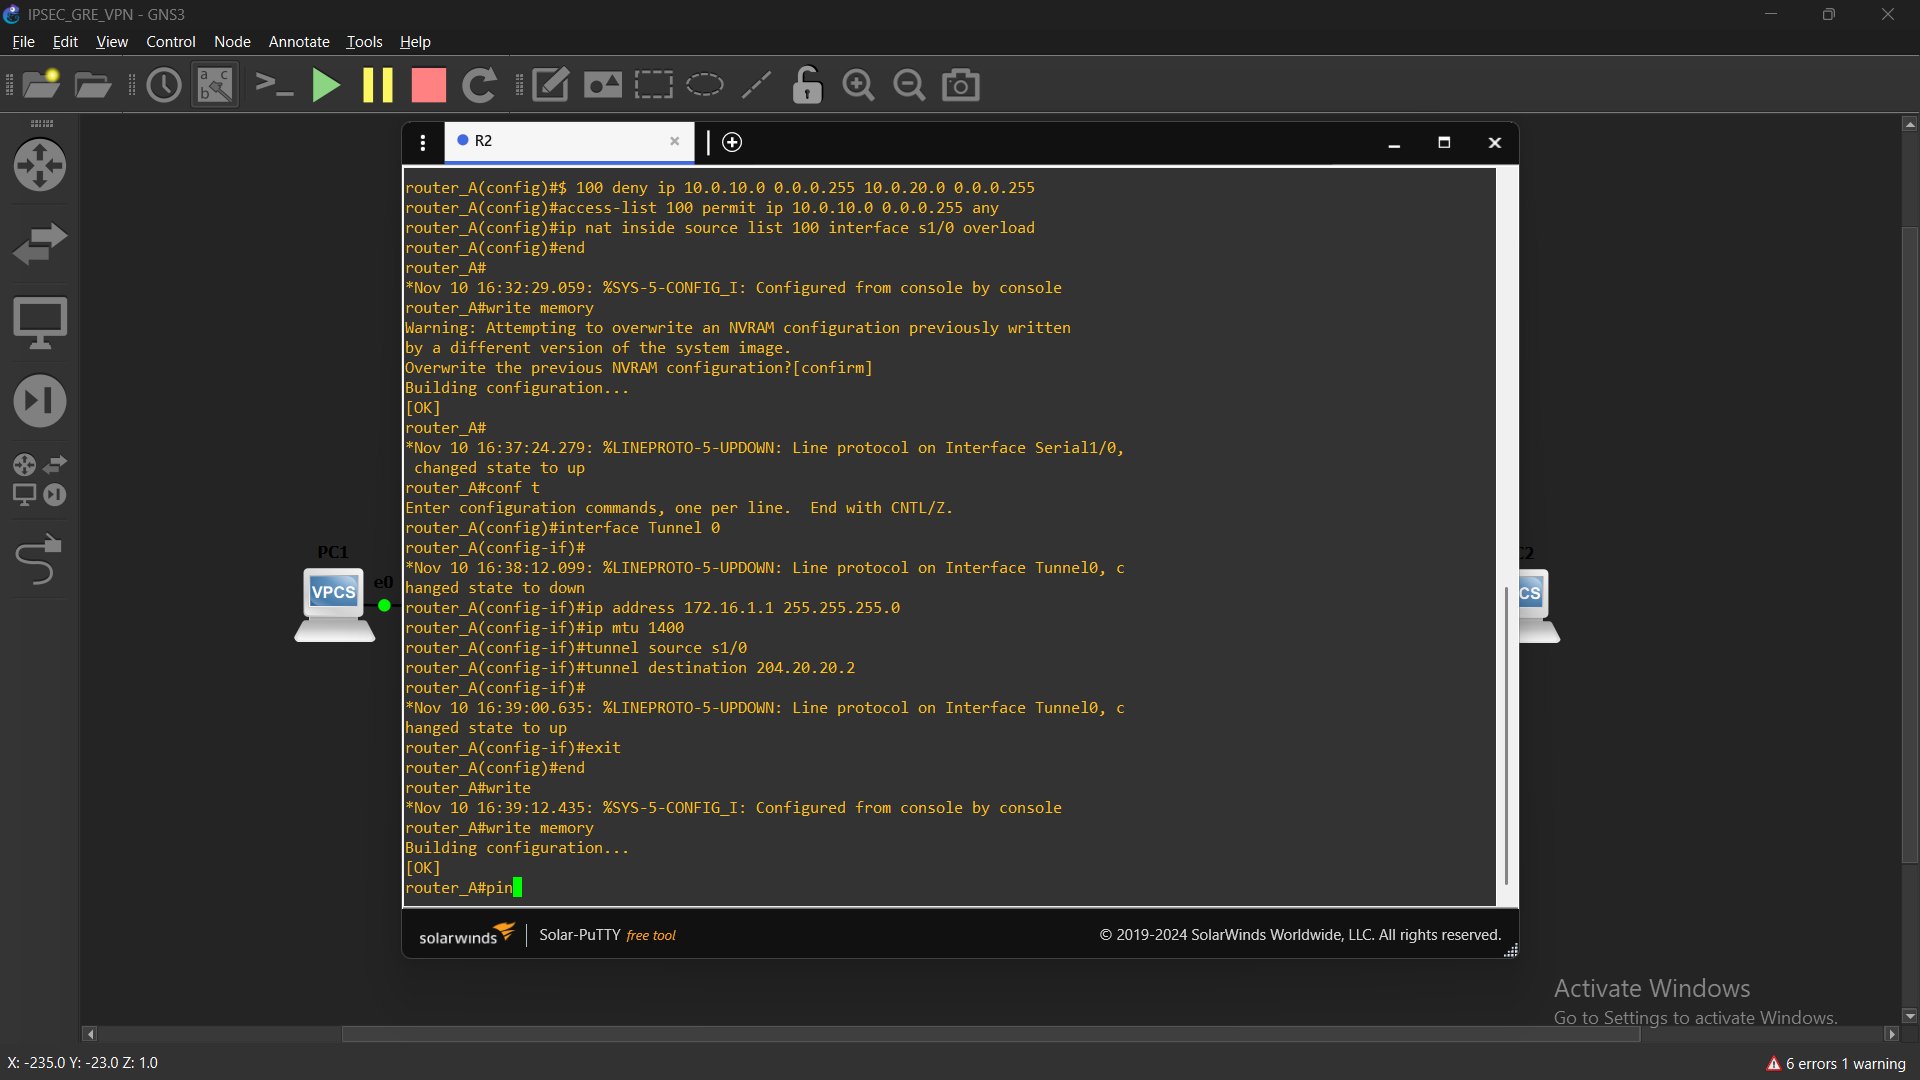 IPSEC_GRE_VPN - GNS3
File Edit View Control Node Annotate Tools Help
R2
router_A(config)#$ 100 deny ip 10.0.10.0 0.0.0.255 10.0.20.0 0.0.0.255
router_A(config)#access-list 100 permit ip 10.0.10.0 0.0.0.255 any
router_A(config)#ip nat inside source list 100 interface s1/0 overload
router_A(config)#end
router_A#
*Nov 10 16:32:29.059: %SYS-5-CONFIG_I: Configured from console by console
router_A#write memory
Warning: Attempting to overwrite an NVRAM configuration previously written
by a different version of the system image.
Overwrite the previous NVRAM configuration?[confirm]
Building configuration...
[OK]
router_A#
*Nov 10 16:37:24.279: %LINEPROTO-5-UPDOWN: Line protocol on Interface Serial1/0,
changed state to up
router_A#conf t
Enter configuration commands, one per line.  End with CNTL/Z.
router_A(config)#interface Tunnel 0
router_A(config-if)#
*Nov 10 16:38:12.099: %LINEPROTO-5-UPDOWN: Line protocol on Interface Tunnel0, c
hanged state to down
router_A(config-if)#ip address 172.16.1.1 255.255.255.0
router_A(config-if)#ip mtu 1400
router_A(config-if)#tunnel source s1/0
router_A(config-if)#tunnel destination 204.20.20.2
router_A(config-if)#
*Nov 10 16:39:00.635: %LINEPROTO-5-UPDOWN: Line protocol on Interface Tunnel0, c
hanged state to up
router_A(config-if)#exit
router_A(config)#end
router_A#write
*Nov 10 16:39:12.435: %SYS-5-CONFIG_I: Configured from console by console
router_A#write memory
Building configuration...
[OK]
router_A#pin
PC1
VPCS
e0
C2
CS
solarwinds Solar-PuTTY free tool © 2019-2024 SolarWinds Worldwide, LLC. All rights reserved.
Activate Windows
Go to Settings to activate Windows.
X: -235.0 Y: -23.0 Z: 1.0
6 errors 1 warning